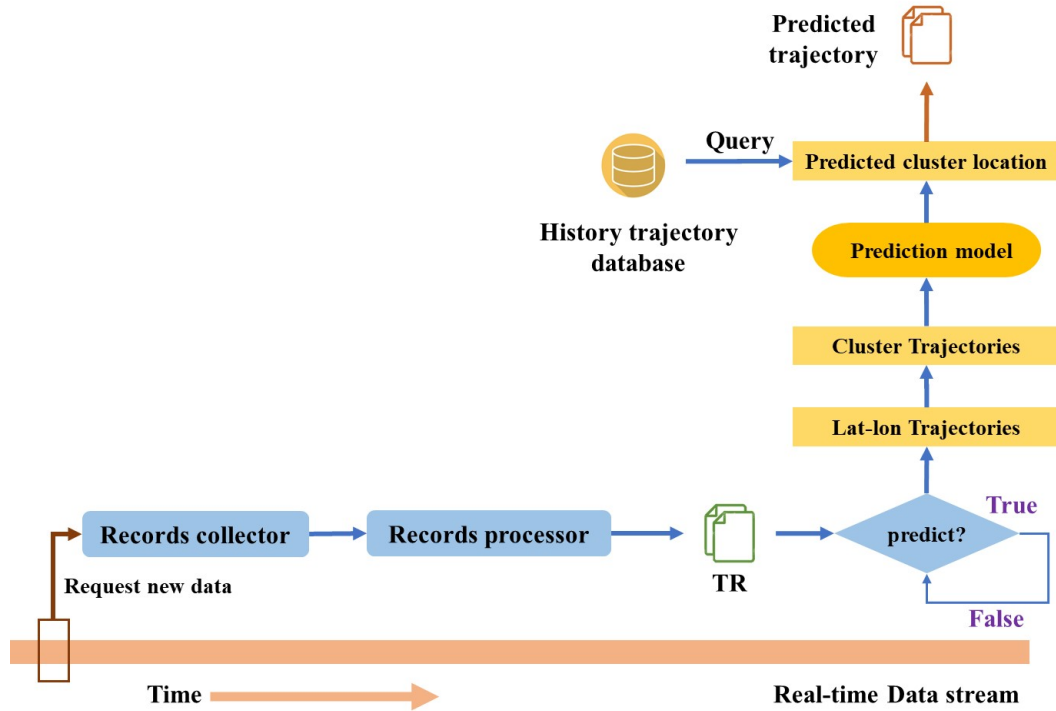 Predicted
trajectory
Query
Predicted cluster location
History trajectory
database
Prediction model
Cluster Trajectories
Lat-lon Trajectories
True
Records collector
Records processor
predict?
Request new data
TR
False
Time
Real-time Data stream